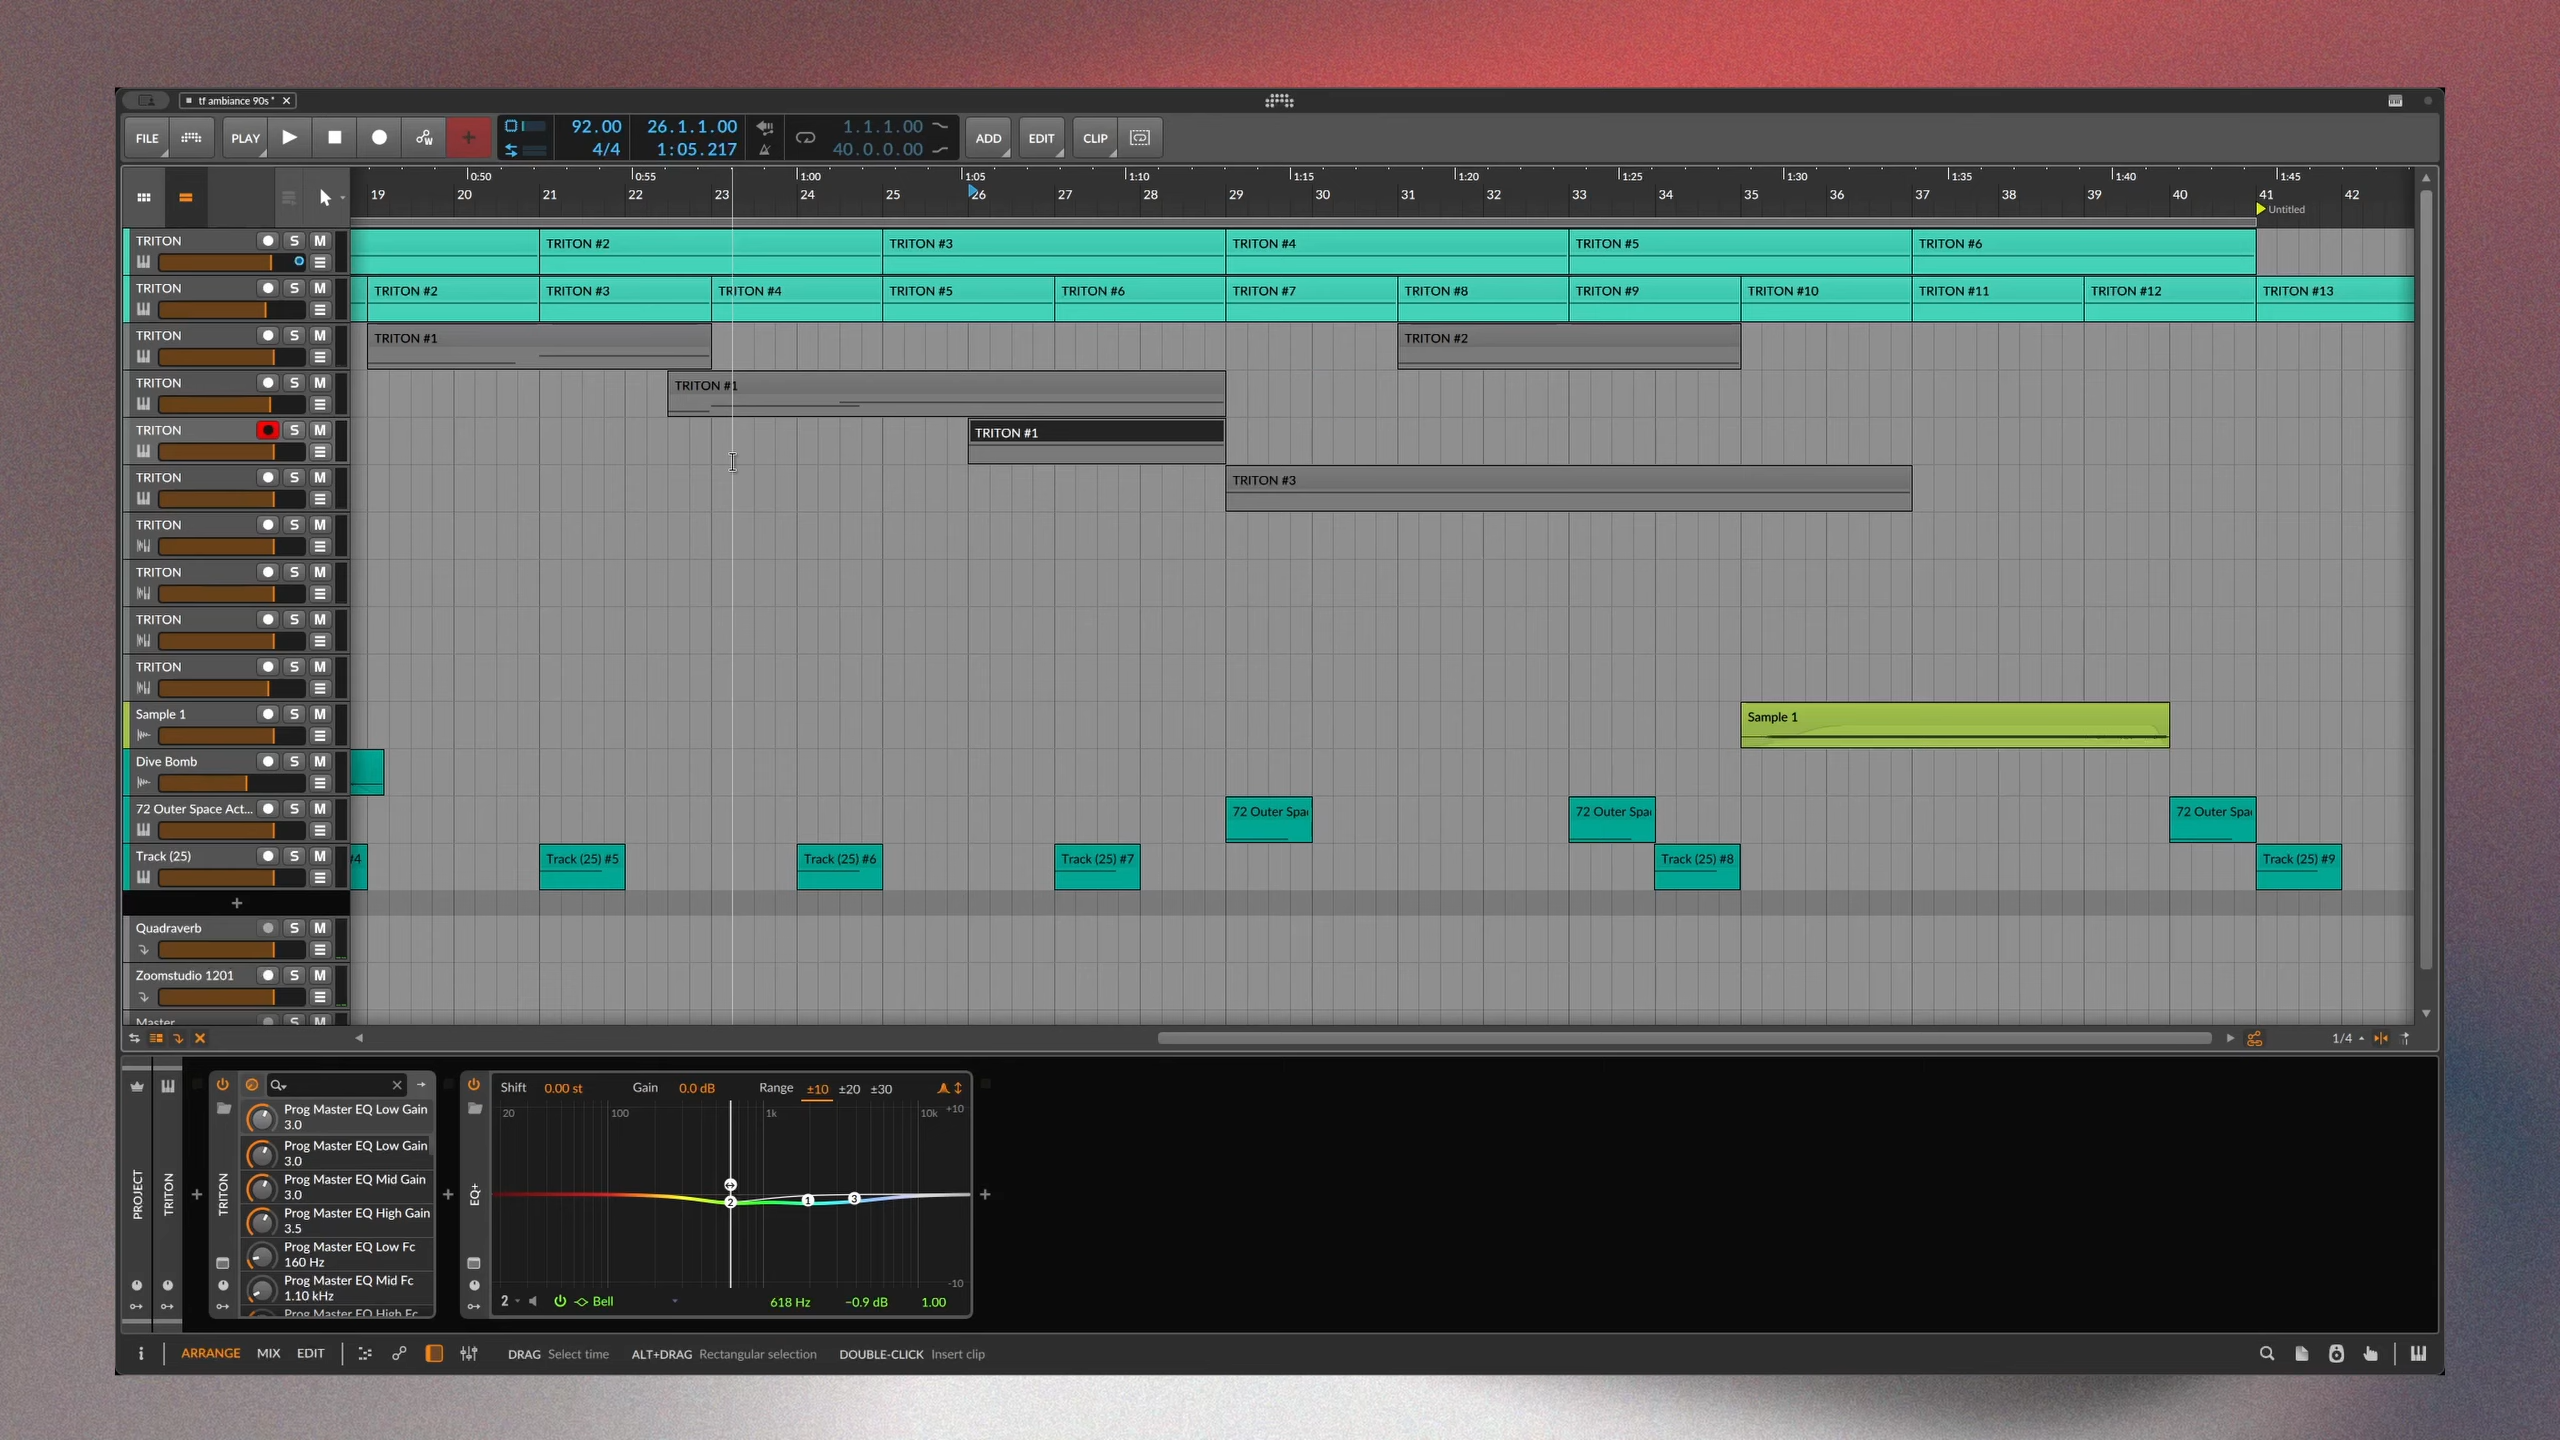 tf ambiance 90s*
FILE
PLAY
92.00
4/4
26.1.1.00
1:05.217
1.1.1.00
40.0.0.00
ADD
EDIT
CLIP
0:50 0:55 1:00 1:05 1:10 1:15 1:20 1:25 1:30 1:35 1:40 1:45
19 20 21 22 23 24 25 26 27 28 29 30 31 32 33 34 35 36 37 38 39 40 41 42
Untitled
TRITON S M
TRITON #2 TRITON #3 TRITON #4 TRITON #5 TRITON #6
TRITON S M
TRITON #2 TRITON #3 TRITON #4 TRITON #5 TRITON #6 TRITON #7 TRITON #8 TRITON #9 TRITON #10 TRITON #11 TRITON #12 TRITON #13
TRITON S M
TRITON #1 TRITON #2
TRITON S M
TRITON #1
TRITON S M
TRITON #1
TRITON S M
TRITON #3
TRITON S M
TRITON S M
TRITON S M
TRITON S M
Sample 1 S M
Sample 1
Dive Bomb S M
72 Outer Space Act... S M
72 Outer Spa 72 Outer Spa 72 Outer Spa
Track (25) S M
#4 Track (25) #5 Track (25) #6 Track (25) #7 Track (25) #8 Track (25) #9
+
Quadraverb S M
Zoomstudio 1201 S M
Master S M
1/4
PROJECT
TRITON
TRITON
Prog Master EQ Low Gain
3.0
Prog Master EQ Low Gain
3.0
Prog Master EQ Mid Gain
3.0
Prog Master EQ High Gain
3.5
Prog Master EQ Low Fc
160 Hz
Prog Master EQ Mid Fc
1.10 kHz
Prog Master EQ High Fc
EQ+
Shift 0.00 st Gain 0.0 dB Range ±10 ±20 ±30
20 100 1k 10k +10
2 1 3
-10
2 Bell 618 Hz −0.9 dB 1.00
i ARRANGE MIX EDIT DRAG Select time ALT+DRAG Rectangular selection DOUBLE-CLICK Insert clip